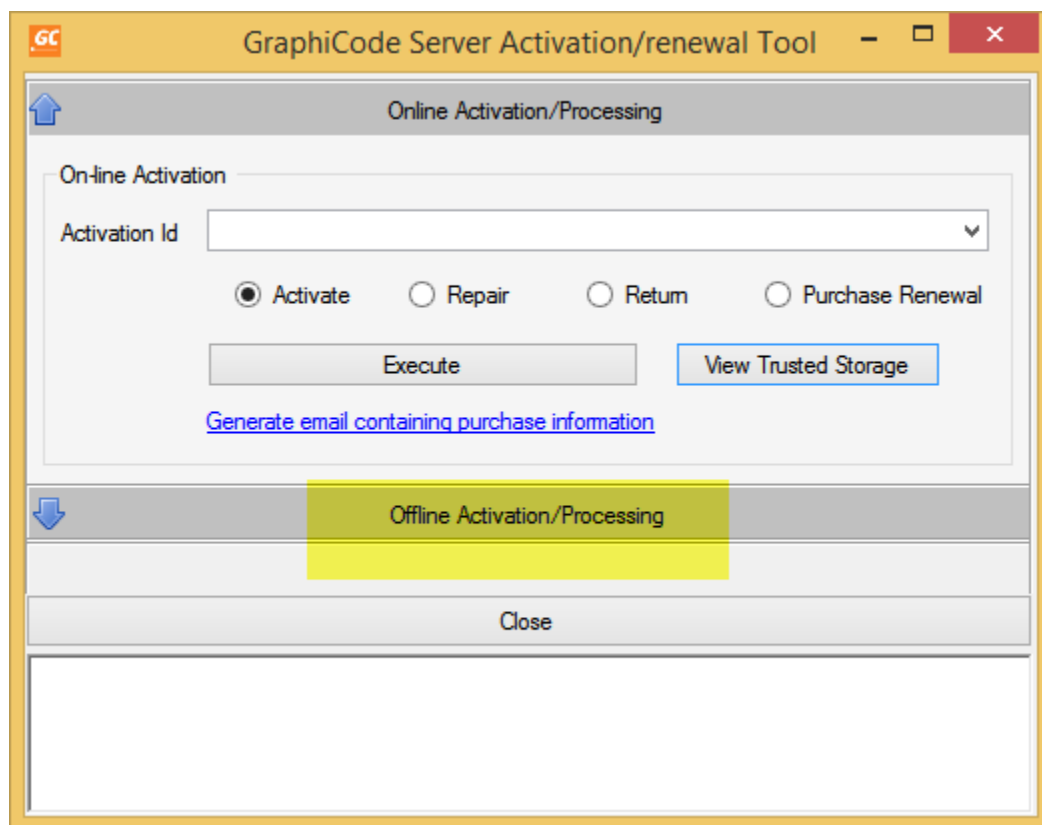 GC GraphiCode Server Activation/renewal Tool
Online Activation/Processing
On-line Activation
Activation Id
Activate Repair Return Purchase Renewal
Execute View Trusted Storage
Generate email containing purchase information
Offline Activation/Processing
Close